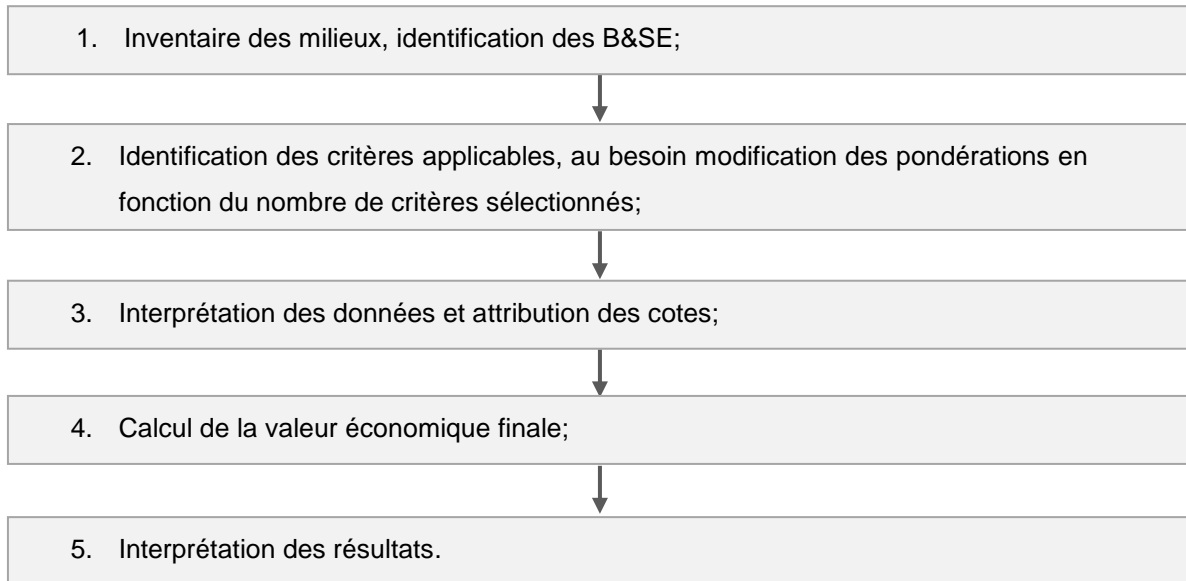 1. Inventaire des milieux, identification des B&SE;
2. Identification des critères applicables, au besoin modification des pondérations en
fonction du nombre de critères sélectionnés;
3. Interprétation des données et attribution des cotes;
4. Calcul de la valeur économique finale;
5. Interprétation des résultats.